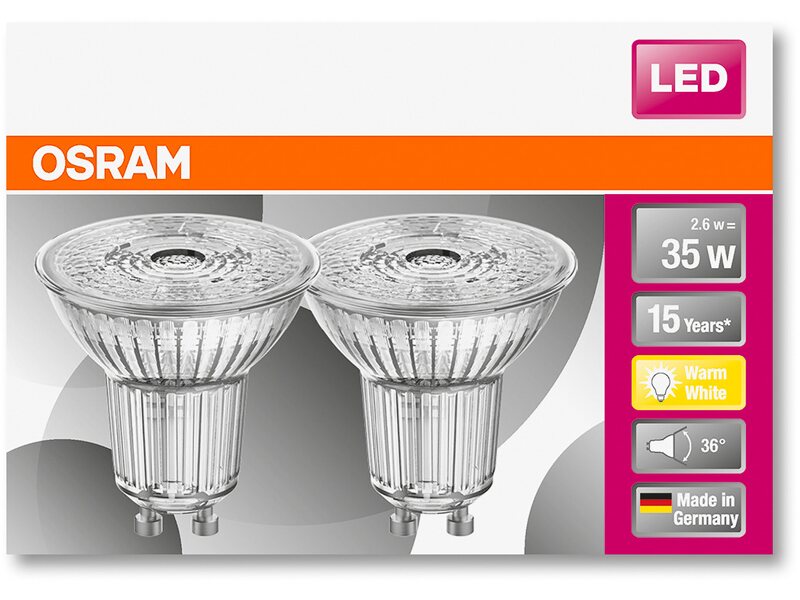 LED
OSRAM
2.6 w=
35 W
15 Years*
Warm
White
36°
Made in
Germany